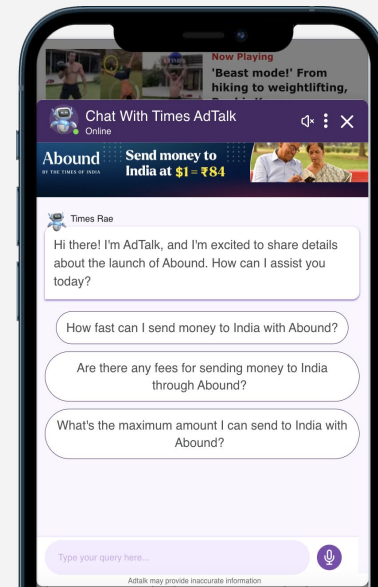 Now Playing
'Beast mode!' From
hiking to weightlifting,
Chat With Times AdTalk
Online
Abound
BY THE TIMES OF INDIA
Send money to
India at $1 = ₹84
Times Rae
Hi there! I'm AdTalk, and I'm excited to share details
about the launch of Abound. How can I assist you
today?
How fast can I send money to India with Abound?
Are there any fees for sending money to India
through Abound?
What's the maximum amount I can send to India with
Abound?
Type your query here...
Adtalk may provide inaccurate information